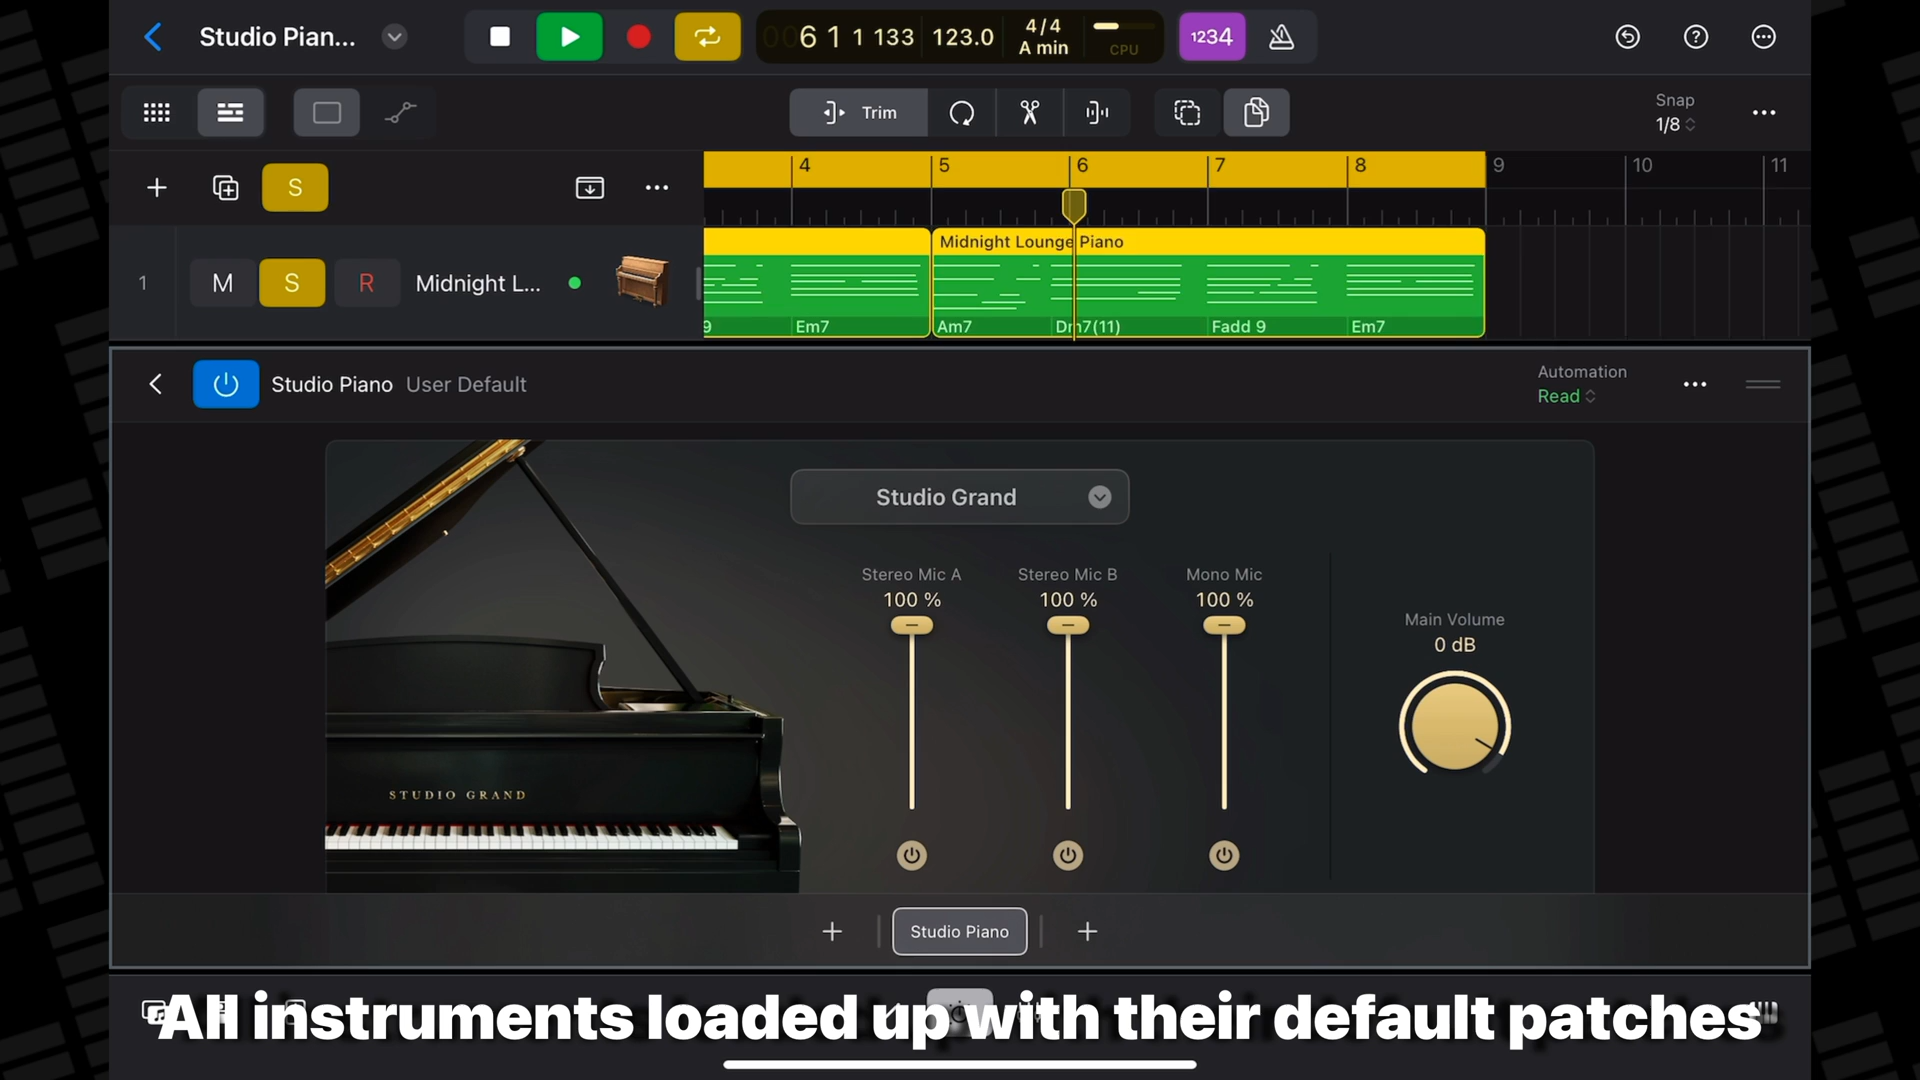 Studio Pian...
006 1 1 133
123.0
4/4
A min
CPU
1234
Trim
Snap
1/8
S
4
5
6
7
8
9
10
11
1
M
S
R
Midnight L...
Midnight Lounge Piano
9
Em7
Am7
Dm7(11)
Fadd 9
Em7
Studio Piano User Default
Automation
Read
Studio Grand
Stereo Mic A
100 %
Stereo Mic B
100 %
Mono Mic
100 %
Main Volume
0 dB
STUDIO GRAND
Studio Piano
All instruments loaded up with their default patches